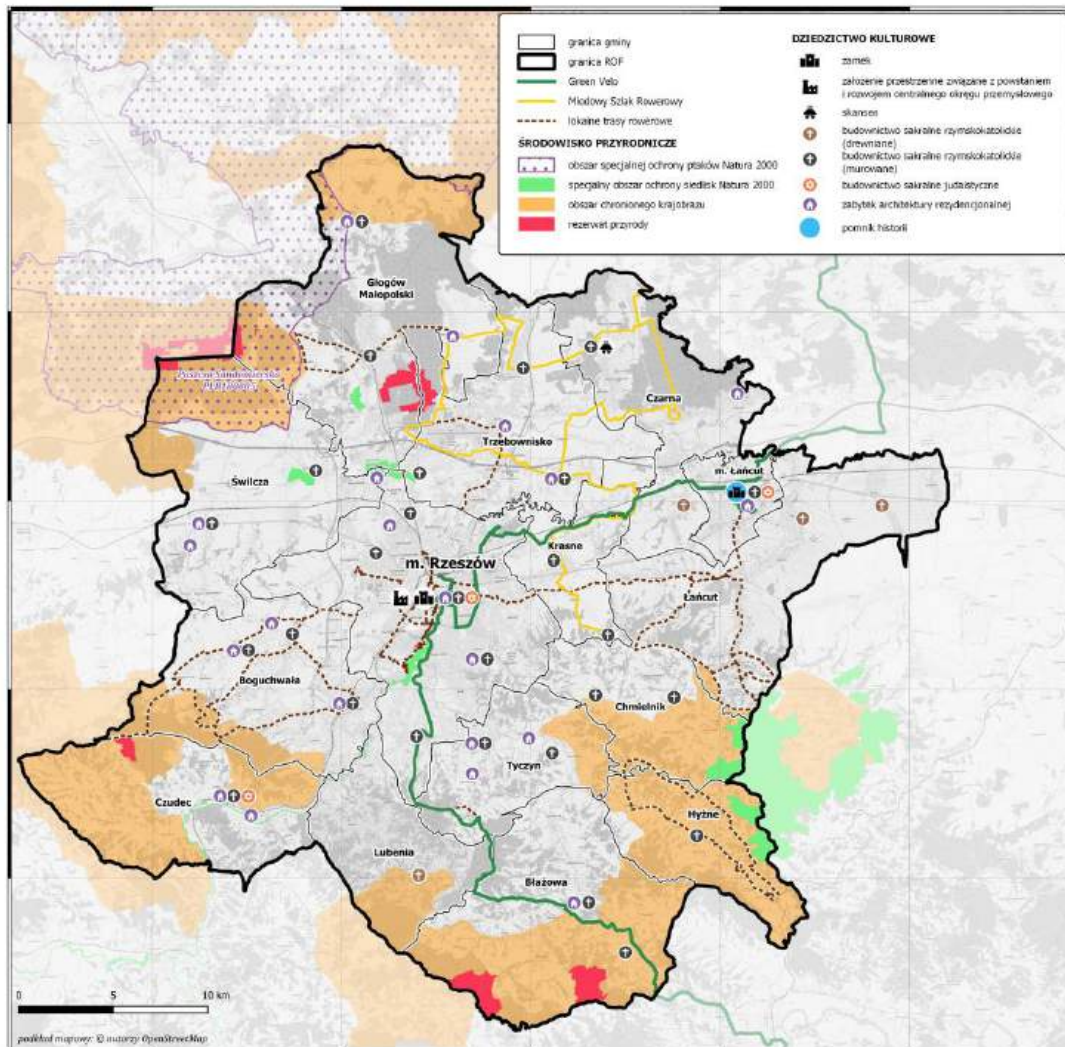 granica gminy
granica ROF
Green Velo
Miodowy Szlak Rowerowy
lokalne trasy rowerowe
ŚRODOWISKO PRZYRODNICZE
obszar specjalnej ochrony ptaków Natura 2000
specjalny obszar ochrony siedlisk Natura 2000
obszar chronionego krajobrazu
rezerwat przyrody
DZIEDZICTWO KULTUROWE
zamek
założenie przestrzenne związane z powstaniem
i rozwojem centralnego okręgu przemysłowego
skansen
budownictwo sakralne rzymskokatolickie
(drewniane)
budownictwo sakralne rzymskokatolickie
(murowane)
budownictwo sakralne judaistyczne
zabytek architektury rezydencjonalnej
pomnik historii
Głogów
Małopolski
Puszcza Sandomierska
Czarna
Trzebownisko
m. Łańcut
Świlcza
Krasne
m. Rzeszów
Łańcut
Boguchwała
Chmielnik
Tyczyn
Czudec
Hyżne
Lubenia
Błażowa
0 5 10 km
podkład mapowy: © autorzy OpenStreetMap